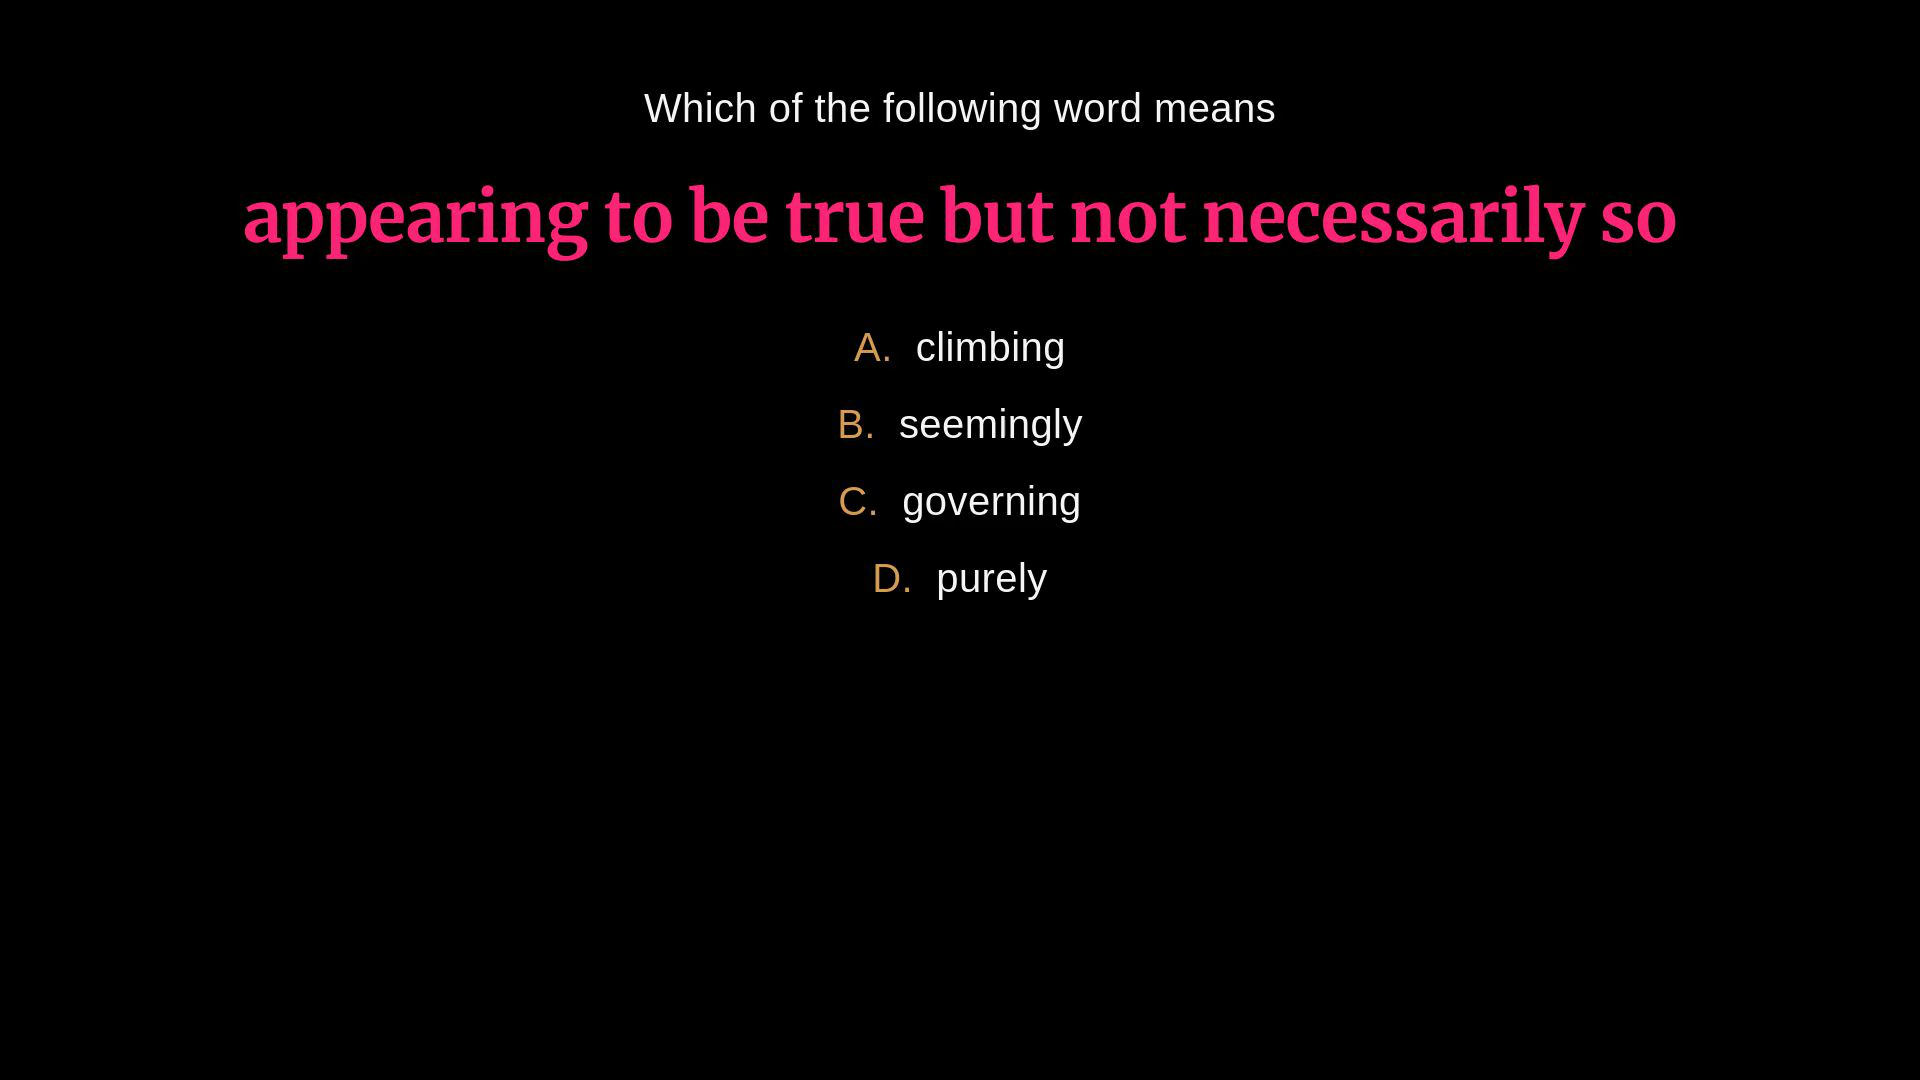 Which of the following word means
appearing to be true but not necessarily so
A. climbing
B. seemingly
C. governing
D. purely